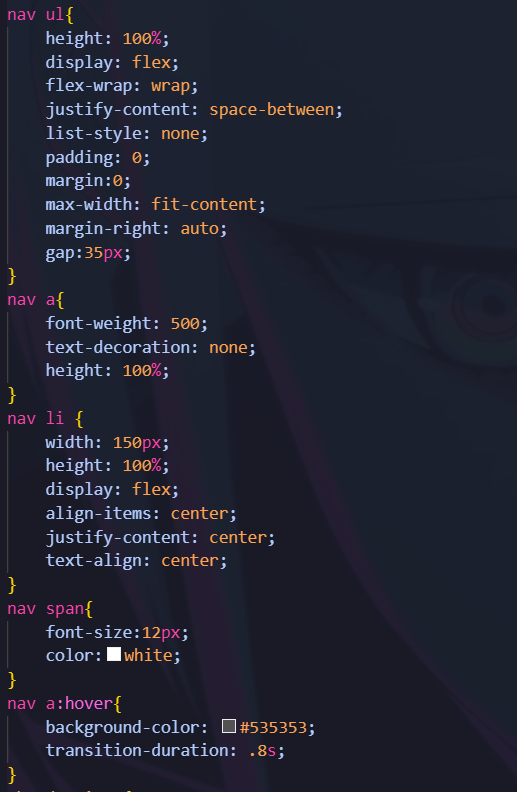 nav ul{
    height: 100%;
    display: flex;
    flex-wrap: wrap;
    justify-content: space-between;
    list-style: none;
    padding: 0;
    margin:0;
    max-width: fit-content;
    margin-right: auto;
    gap:35px;
}
nav a{
    font-weight: 500;
    text-decoration: none;
    height: 100%;
}
nav li {
    width: 150px;
    height: 100%;
    display: flex;
    align-items: center;
    justify-content: center;
    text-align: center;
}
nav span{
    font-size:12px;
    color:white;
}
nav a:hover{
    background-color: #535353;
    transition-duration: .8s;
}